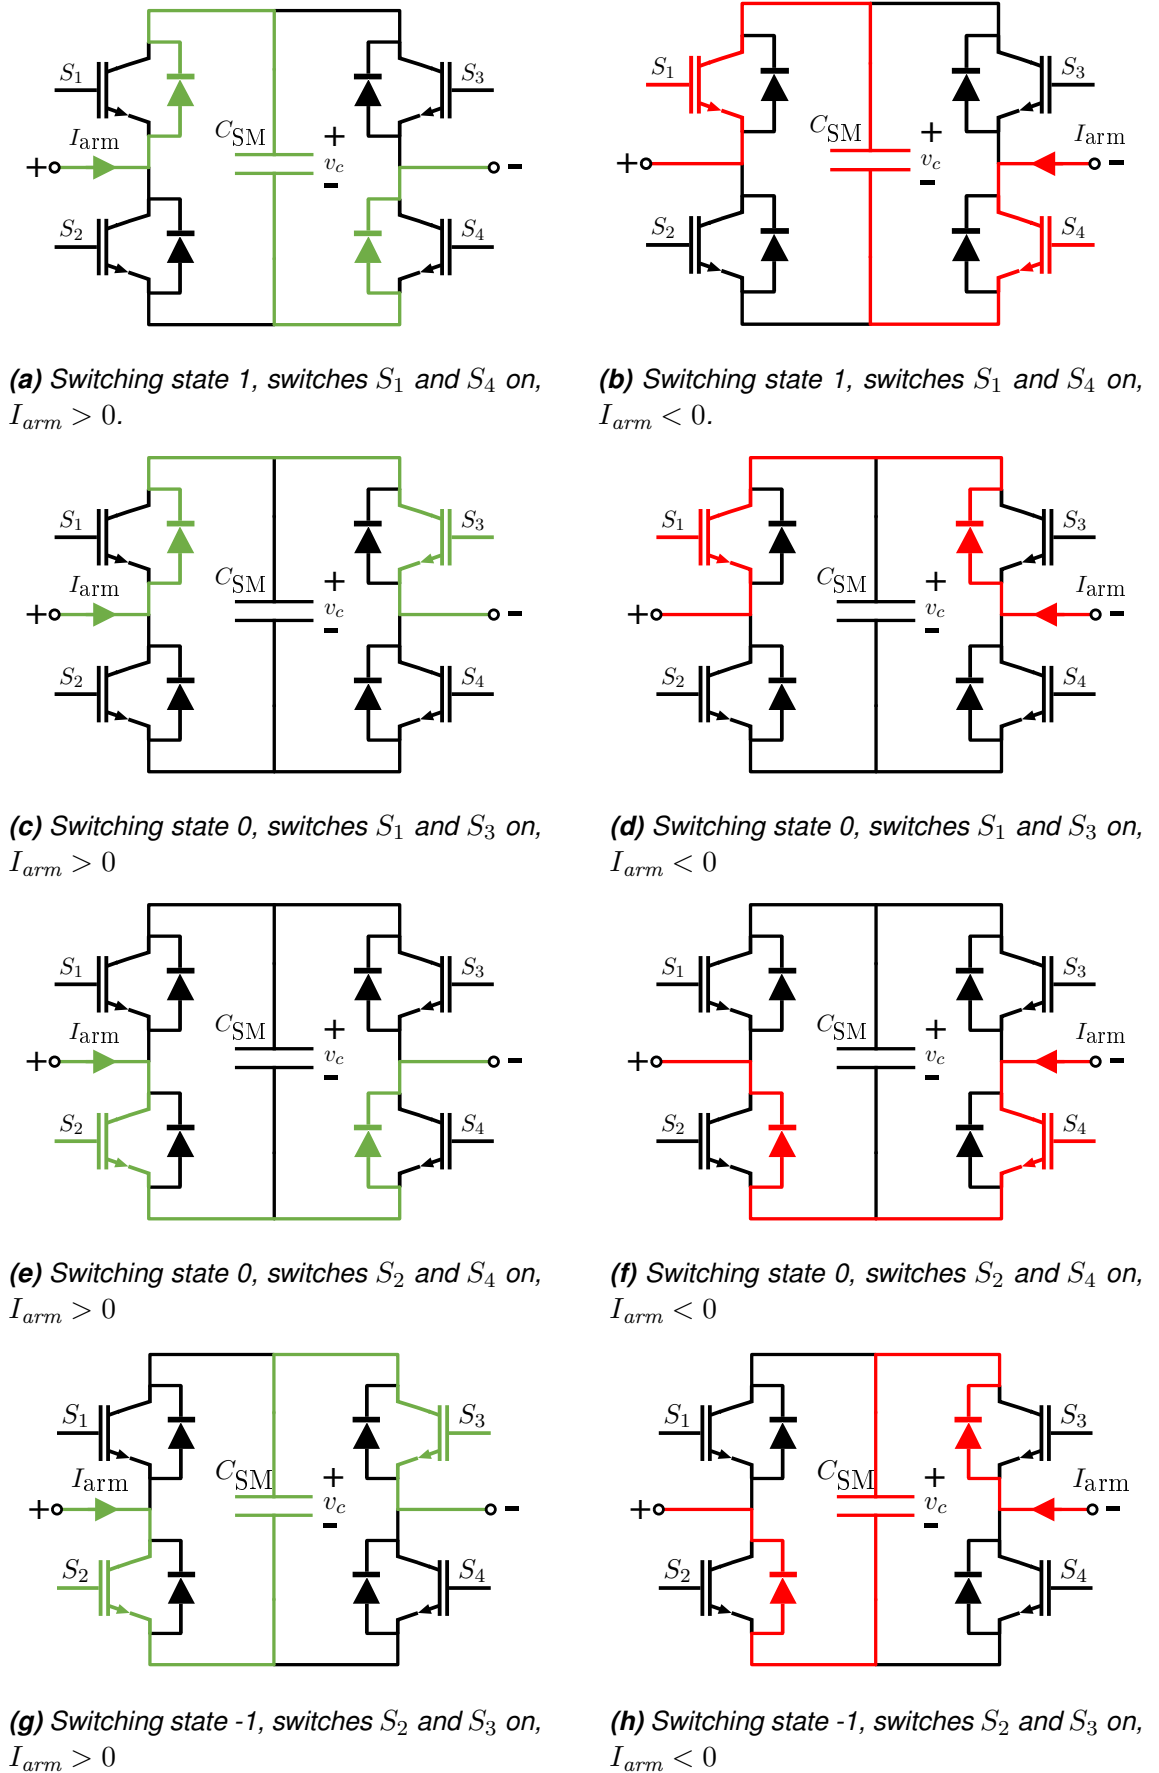 S1 S3 S1 S3
CSM + CSM +
Iarm Iarm
+ vc - + vc -
- -
S2 S4 S2 S4
(a) Switching state 1, switches S1 and S4 on,
Iarm > 0.
(b) Switching state 1, switches S1 and S4 on,
Iarm < 0.
S1 S3 S1 S3
CSM + CSM +
Iarm Iarm
+ vc - + vc -
- -
S2 S4 S2 S4
(c) Switching state 0, switches S1 and S3 on,
Iarm > 0
(d) Switching state 0, switches S1 and S3 on,
Iarm < 0
S1 S3 S1 S3
CSM + CSM +
Iarm Iarm
+ vc - + vc -
- -
S2 S4 S2 S4
(e) Switching state 0, switches S2 and S4 on,
Iarm > 0
(f) Switching state 0, switches S2 and S4 on,
Iarm < 0
S1 S3 S1 S3
CSM + CSM +
Iarm Iarm
+ vc - + vc -
- -
S2 S4 S2 S4
(g) Switching state -1, switches S2 and S3 on,
Iarm > 0
(h) Switching state -1, switches S2 and S3 on,
Iarm < 0